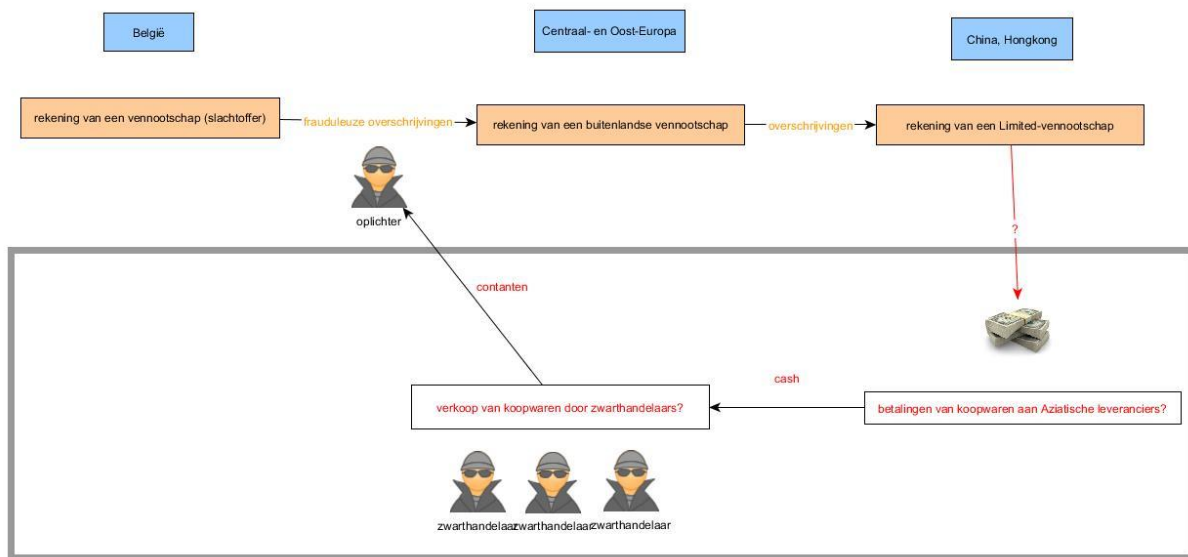 België
Centraal- en Oost-Europa
China, Hongkong
rekening van een vennootschap (slachtoffer)
frauduleuze overschrijvingen
rekening van een buitenlandse vennootschap
overschrijvingen
rekening van een Limited-vennootschap
oplichter
?
contanten
cash
verkoop van koopwaren door zwarthandelaars?
betalingen van koopwaren aan Aziatische leveranciers?
zwarthandelaar
zwarthandelaar
zwarthandelaar